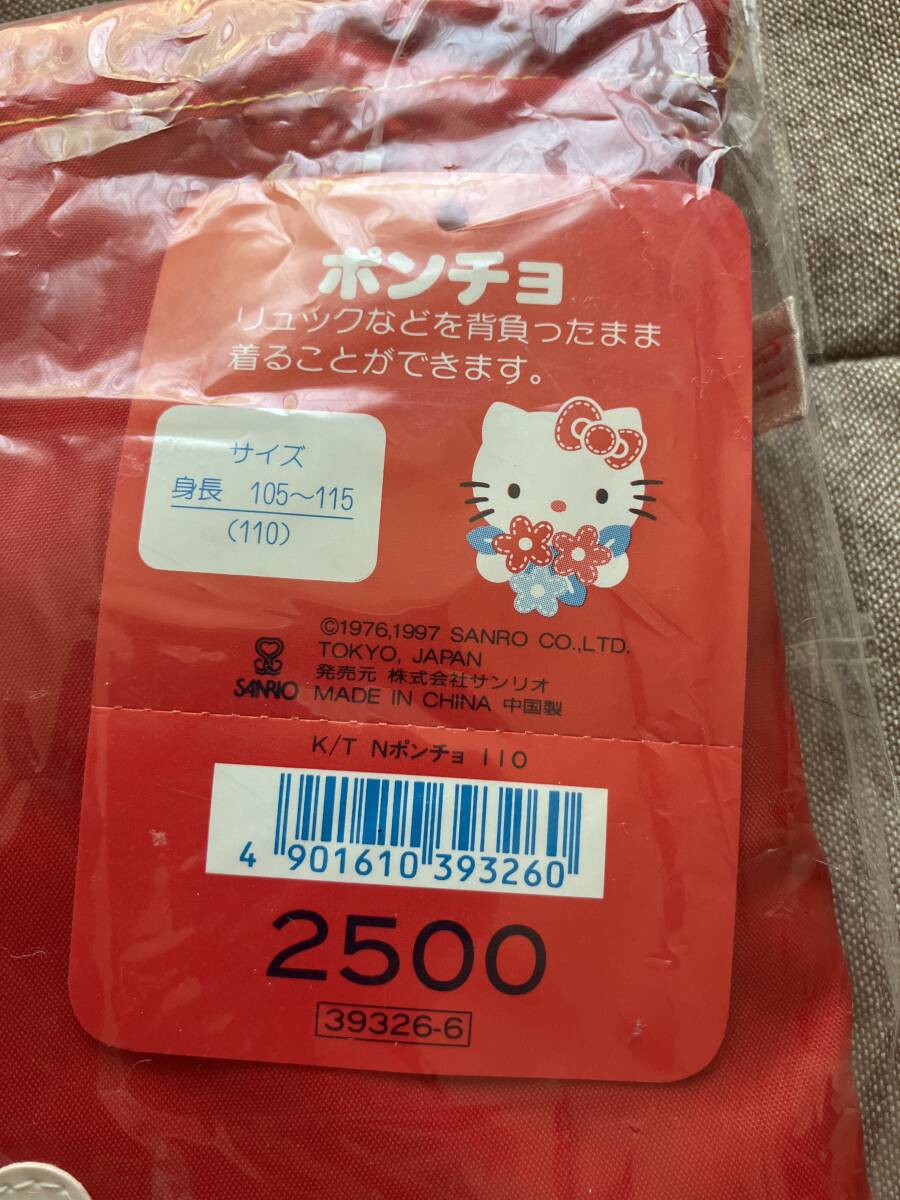 ポンチョ
リュックなどを背負ったまま
着ることができます。
サイズ
身長 105〜115
(110)
©1976,1997 SANRIO CO.,LTD.
TOKYO, JAPAN
発売元 株式会社サンリオ
MADE IN CHINA 中国製
SANRIO
K/T Nポンチョ 110
4 901610 393260
2500
39326-6